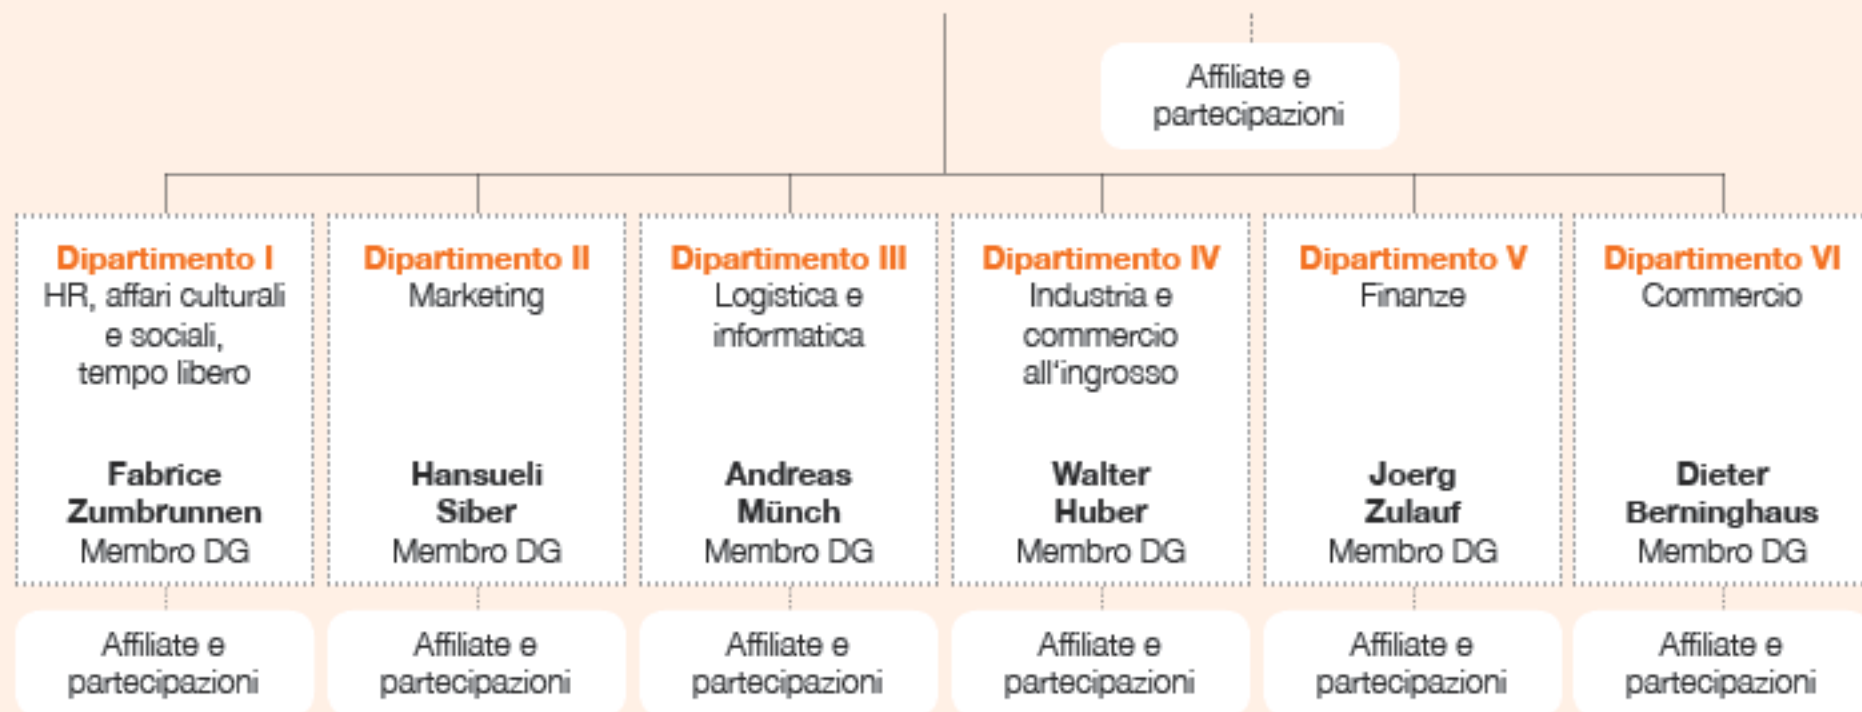 Affiliate e
partecipazioni
Dipartimento I
HR, affari culturali
e sociali,
tempo libero
Fabrice
Zumbrunnen
Membro DG
Dipartimento II
Marketing
Hansueli
Siber
Membro DG
Dipartimento III
Logistica e
informatica
Andreas
Münch
Membro DG
Dipartimento IV
Industria e
commercio
all‘ingrosso
Walter
Huber
Membro DG
Dipartimento V
Finanze
Joerg
Zulauf
Membro DG
Dipartimento VI
Commercio
Dieter
Berninghaus
Membro DG
Affiliate e
partecipazioni
Affiliate e
partecipazioni
Affiliate e
partecipazioni
Affiliate e
partecipazioni
Affiliate e
partecipazioni
Affiliate e
partecipazioni